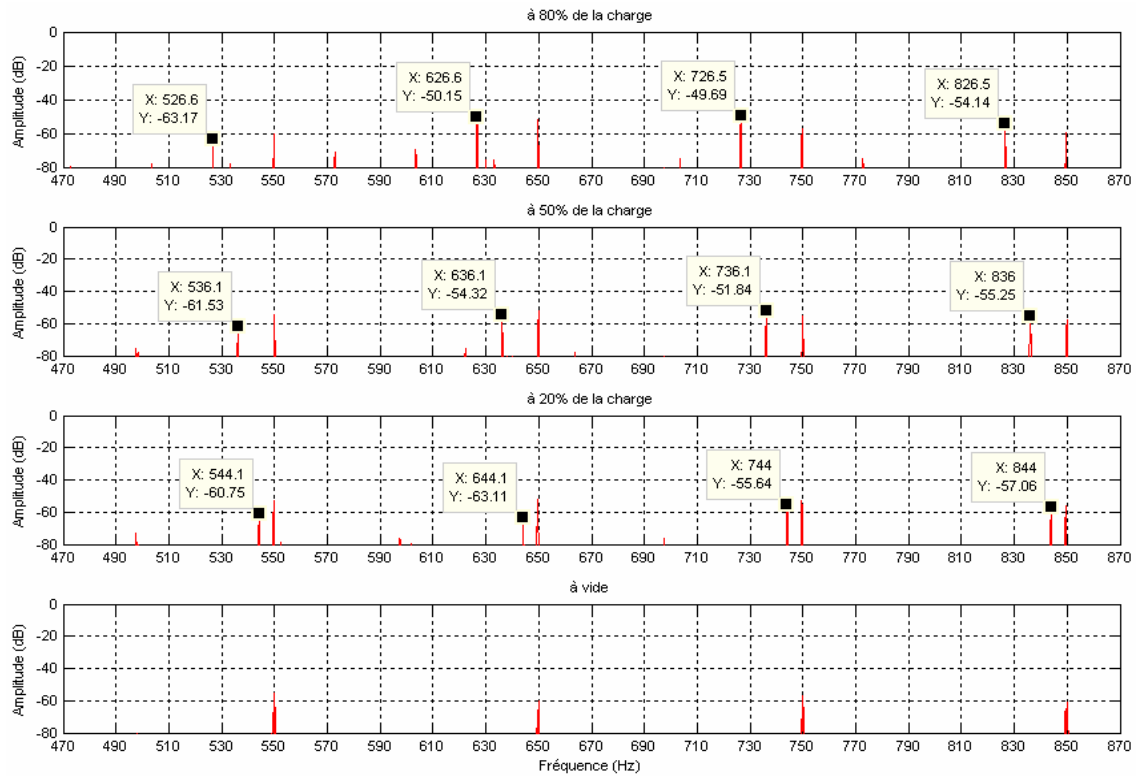 à 80% de la charge
Amplitude (dB)
0
-20
-40
-60
-80
X: 526.6
Y: -63.17
X: 626.6
Y: -50.15
X: 726.5
Y: -49.69
X: 826.5
Y: -54.14
470 490 510 530 550 570 590 610 630 650 670 690 710 730 750 770 790 810 830 850 870
à 50% de la charge
Amplitude (dB)
0
-20
-40
-60
-80
X: 536.1
Y: -61.53
X: 636.1
Y: -54.32
X: 736.1
Y: -51.84
X: 836
Y: -55.25
470 490 510 530 550 570 590 610 630 650 670 690 710 730 750 770 790 810 830 850 870
à 20% de la charge
Amplitude (dB)
0
-20
-40
-60
-80
X: 544.1
Y: -60.75
X: 644.1
Y: -63.11
X: 744
Y: -55.64
X: 844
Y: -57.06
470 490 510 530 550 570 590 610 630 650 670 690 710 730 750 770 790 810 830 850 870
à vide
Amplitude (dB)
0
-20
-40
-60
-80
470 490 510 530 550 570 590 610 630 650 670 690 710 730 750 770 790 810 830 850 870
Fréquence (Hz)